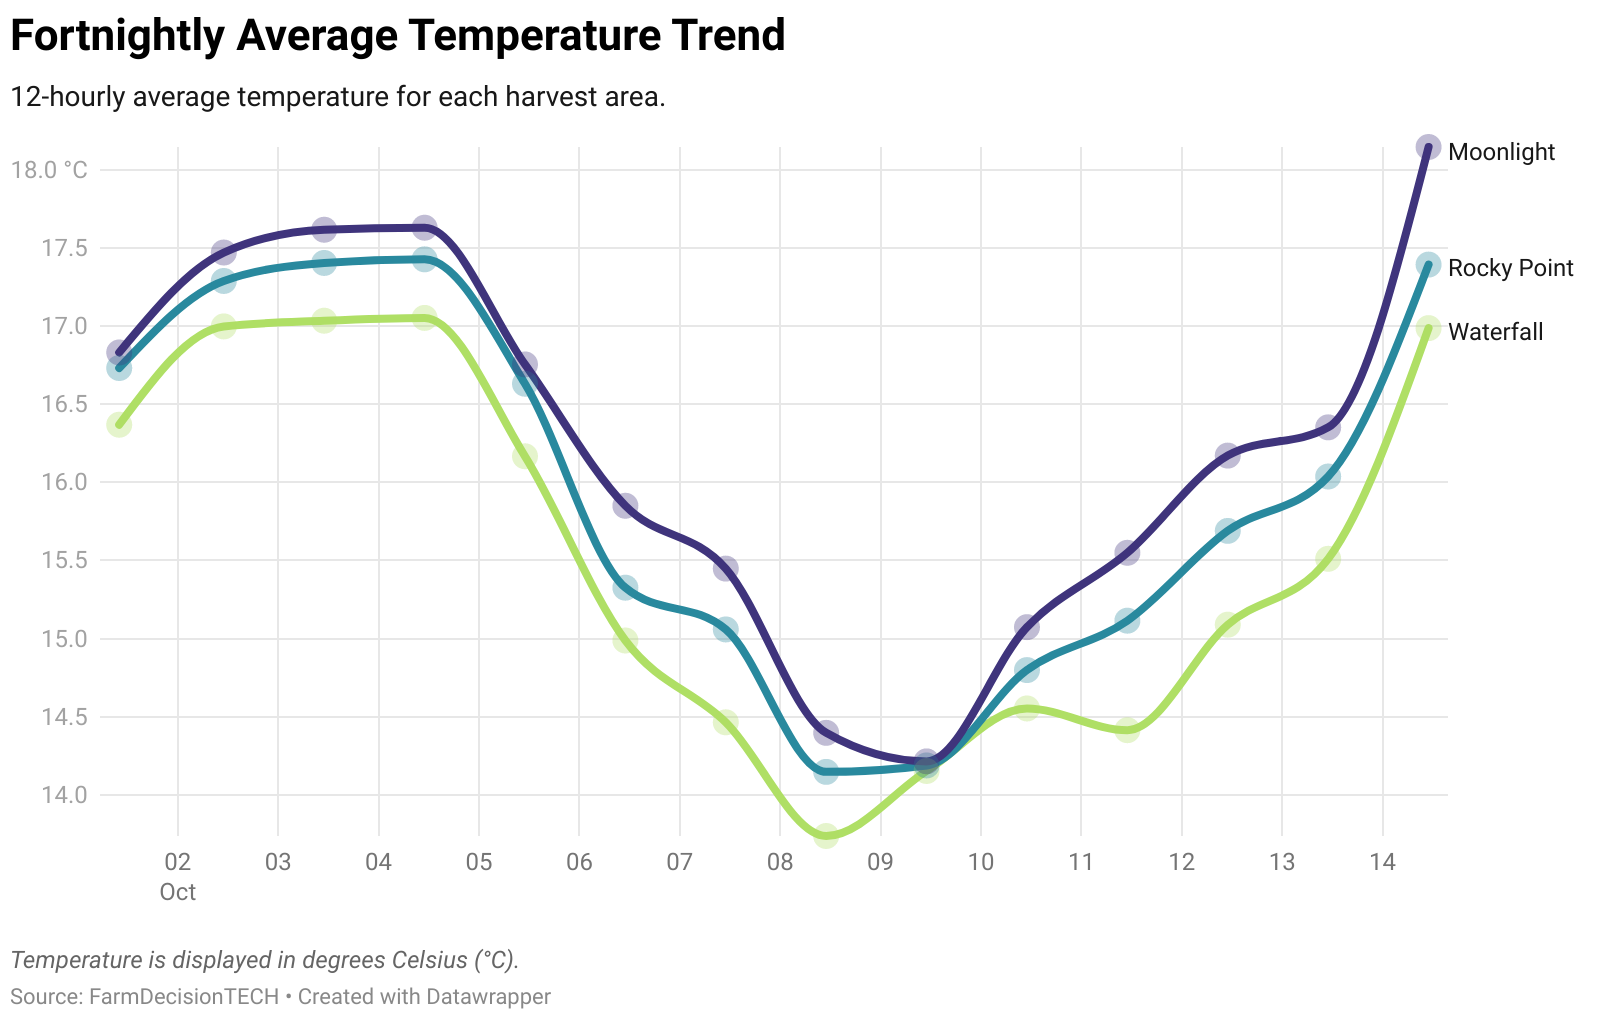 Fortnightly Average Temperature Trend
12-hourly average temperature for each harvest area.
18.0 °C
17.5
17.0
16.5
16.0
15.5
15.0
14.5
14.0
Moonlight
Rocky Point
Waterfall
02 03 04 05 06 07 08 09 10 11 12 13 14
Oct
Temperature is displayed in degrees Celsius (°C).
Source: FarmDecisionTECH • Created with Datawrapper